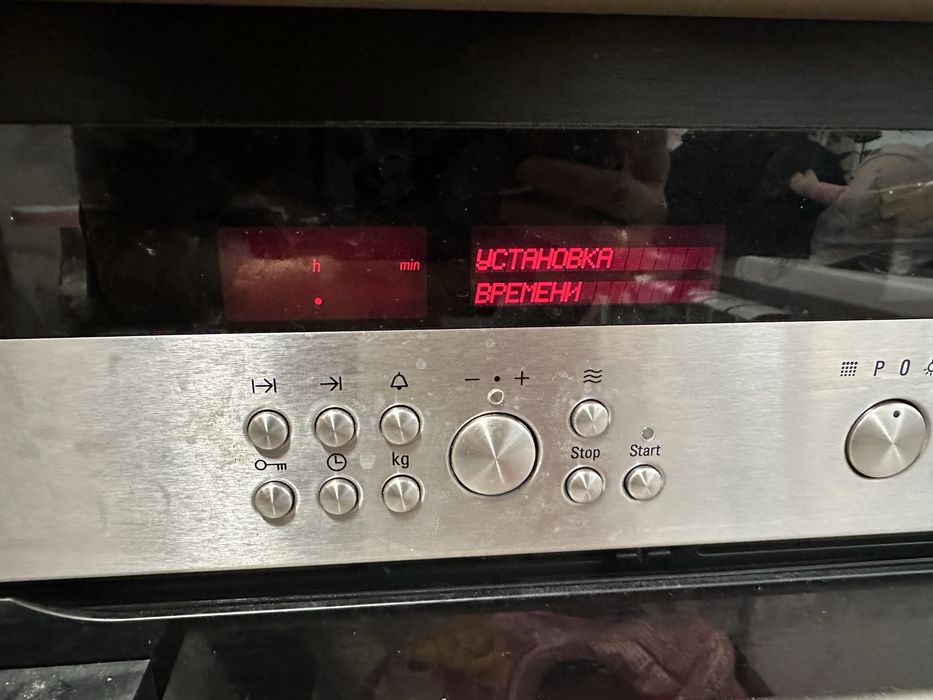 h min
УСТАНОВКА
ВРЕМЕНИ
− • +
kg
Stop
Start
P O